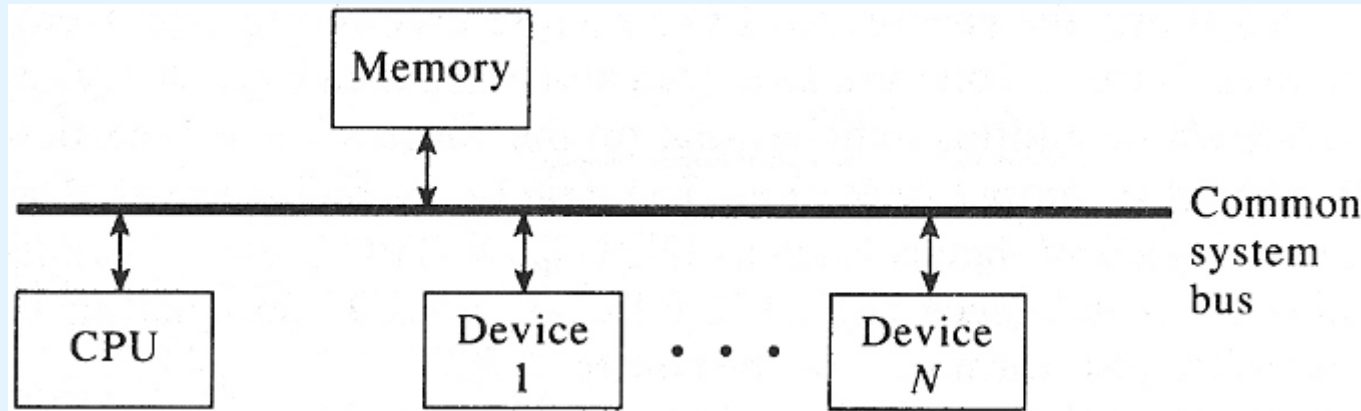 Memory
Common
system
bus
CPU
Device
1
• • •
Device
N